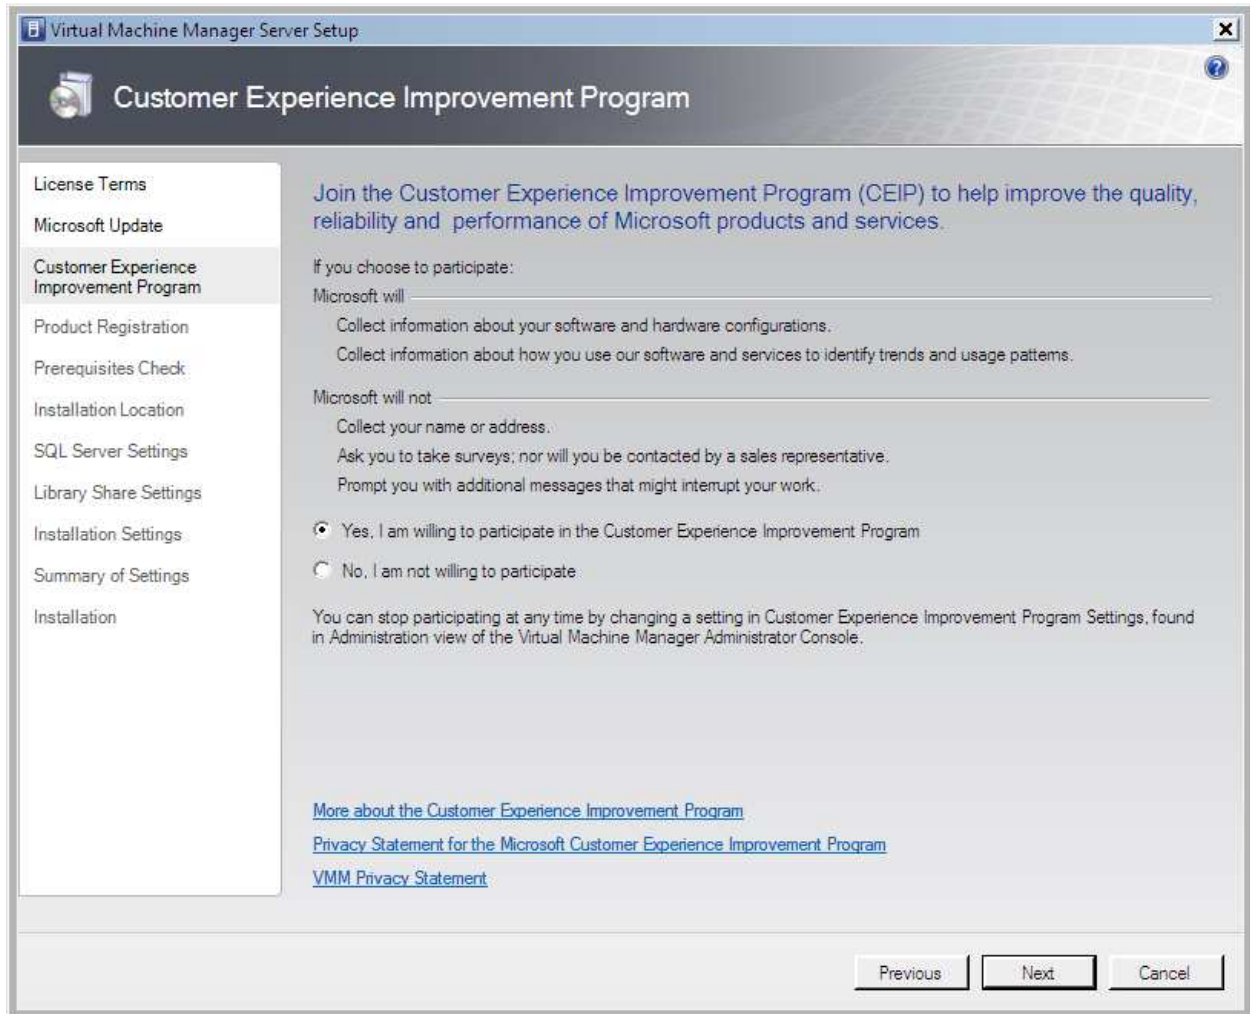 Virtual Machine Manager Server Setup
Customer Experience Improvement Program
License Terms
Microsoft Update
Customer Experience
Improvement Program
Product Registration
Prerequisites Check
Installation Location
SQL Server Settings
Library Share Settings
Installation Settings
Summary of Settings
Installation
Join the Customer Experience Improvement Program (CEIP) to help improve the quality,
reliability and performance of Microsoft products and services.
If you choose to participate:
Microsoft will
Collect information about your software and hardware configurations.
Collect information about how you use our software and services to identify trends and usage patterns.
Microsoft will not
Collect your name or address.
Ask you to take surveys; nor will you be contacted by a sales representative.
Prompt you with additional messages that might interrupt your work.
Yes, I am willing to participate in the Customer Experience Improvement Program
No, I am not willing to participate
You can stop participating at any time by changing a setting in Customer Experience Improvement Program Settings, found
in Administration view of the Virtual Machine Manager Administrator Console.
More about the Customer Experience Improvement Program
Privacy Statement for the Microsoft Customer Experience Improvement Program
VMM Privacy Statement
Previous
Next
Cancel